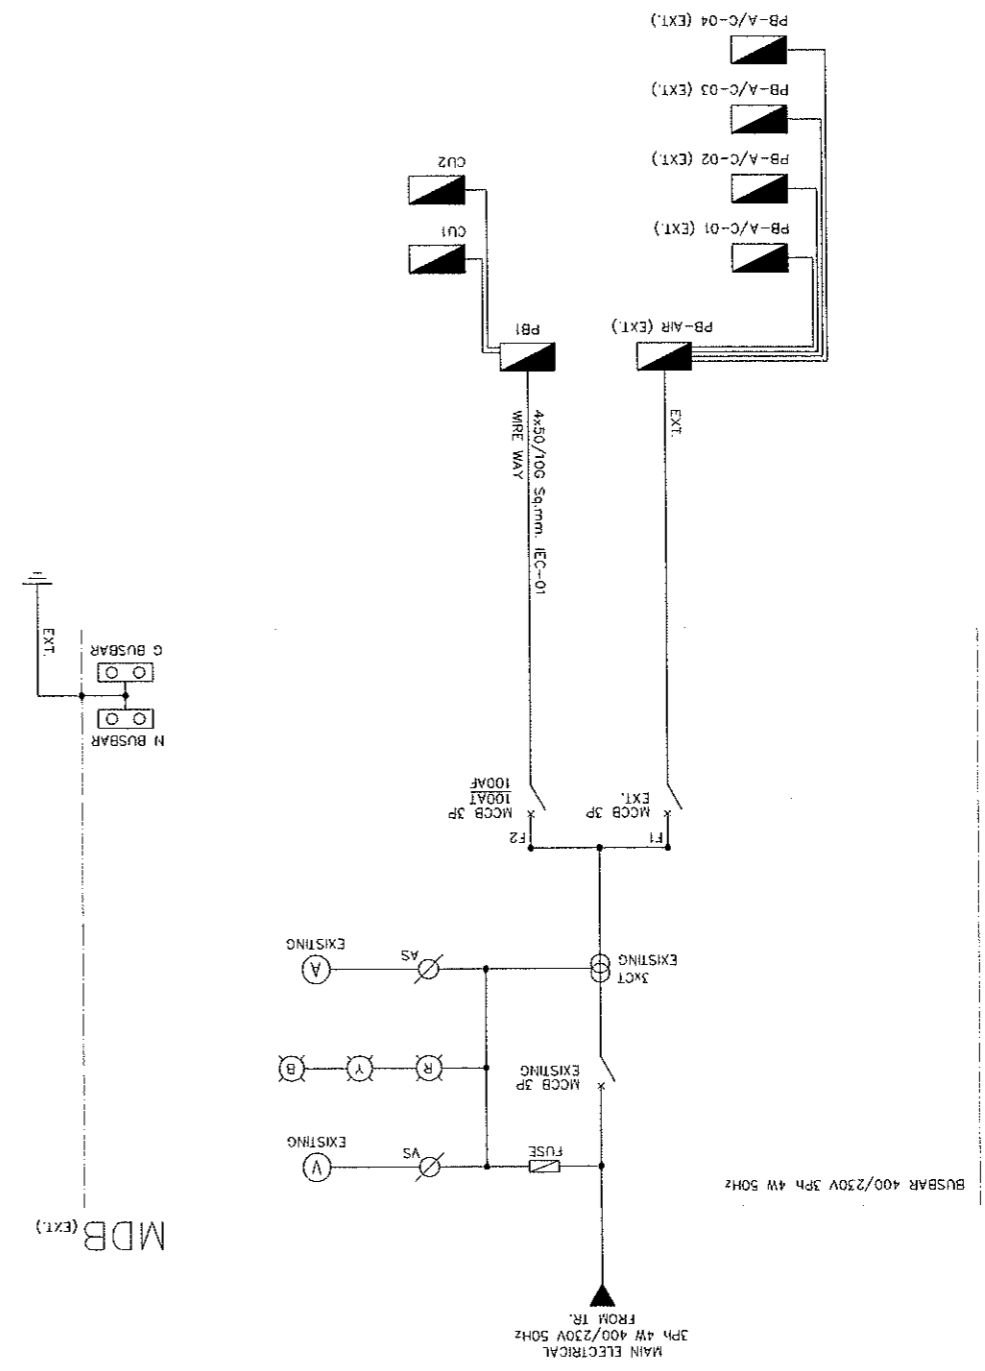 MAIN ELECTRICAL
3Ph 4W 400/230V 50Hz
FROM TR.
MDB (EXT.)
BUSBAR 400/230V 3Ph 4W 50Hz
FUSE
VS
V
EXISTING
MCCB 3P
EXISTING
R
Y
B
3xCT
EXISTING
AS
A
EXISTING
F1
F2
MCCB 3P
EXT.
MCCB 3P
100AT
100AF
N BUSBAR
G BUSBAR
EXT.
EXT.
4x50/10G Sq.mm. IEC-01
WIRE WAY
PB-AIR (EXT.)
PB1
PB-A/C-01 (EXT.)
CU1
PB-A/C-02 (EXT.)
CU2
PB-A/C-03 (EXT.)
PB-A/C-04 (EXT.)